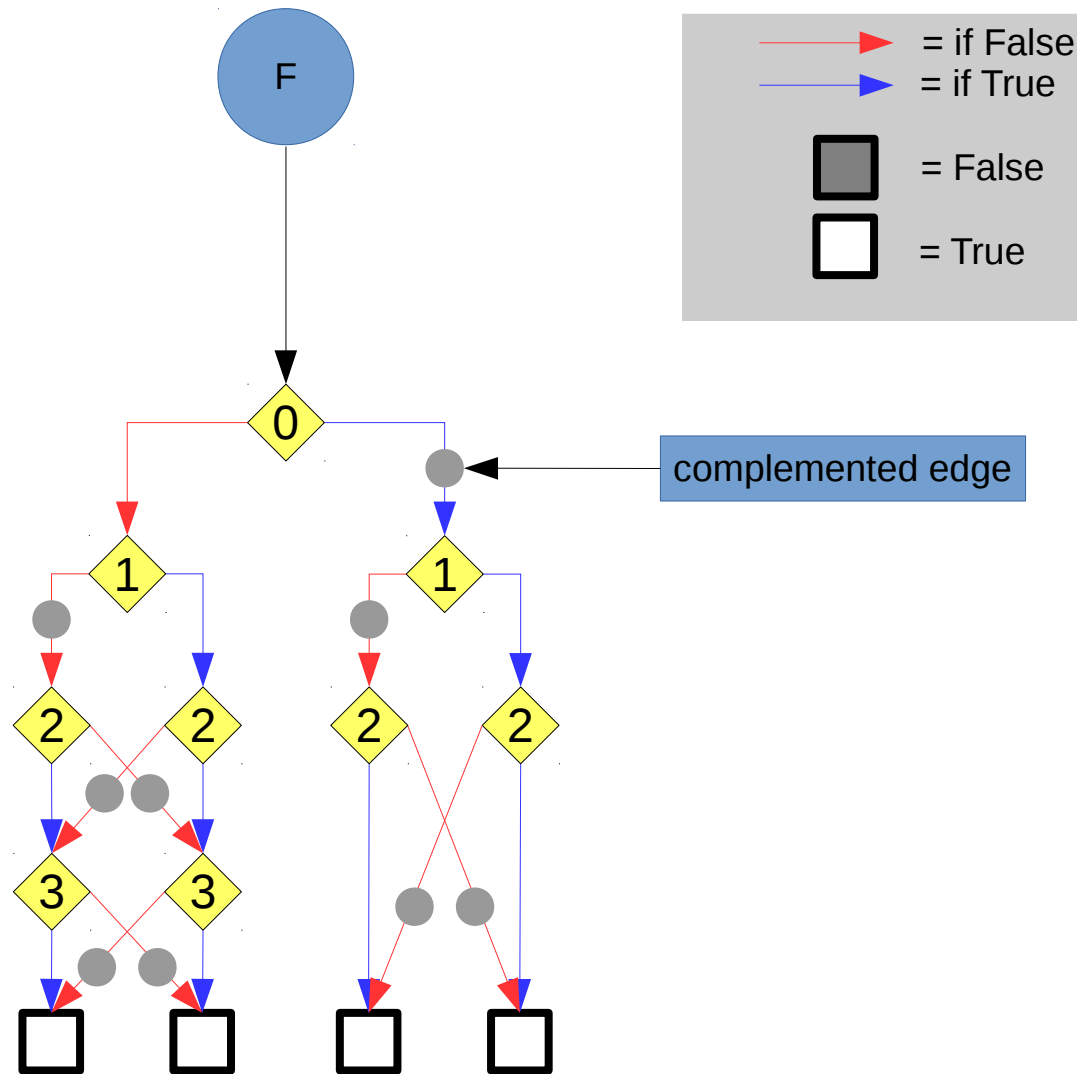 F
= if False
= if True
= False
= True
0
complemented edge
1
1
2
2
2
2
3
3